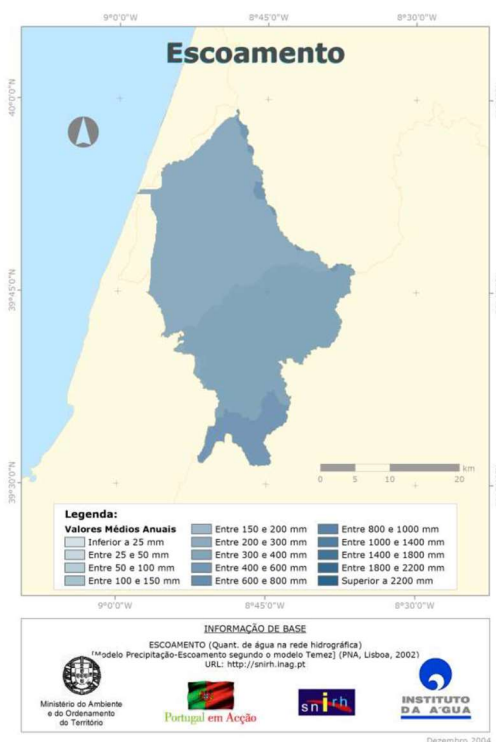 9°0'0"W 8°45'0"W 8°30'0"W
Escoamento
40°0'0"N
39°45'0"N
39°30'0"N
km
0 5 10 20
Legenda:
Valores Médios Anuais
Inferior a 25 mm
Entre 25 e 50 mm
Entre 50 e 100 mm
Entre 100 e 150 mm
Entre 150 e 200 mm
Entre 200 e 300 mm
Entre 300 e 400 mm
Entre 400 e 600 mm
Entre 600 e 800 mm
Entre 800 e 1000 mm
Entre 1000 e 1400 mm
Entre 1400 e 1800 mm
Entre 1800 e 2200 mm
Superior a 2200 mm
9°0'0"W 8°45'0"W 8°30'0"W
INFORMAÇÃO DE BASE
ESCOAMENTO (Quant. de água na rede hidrográfica)
[Modelo Precipitação-Escoamento segundo o modelo Temez] (PNA, Lisboa, 2002)
URL: http://snirh.inag.pt
Ministério do Ambiente
e do Ordenamento
do Território
Portugal em Acção
snirh
INSTITUTO
DA ÁGUA
Dezembro 2004